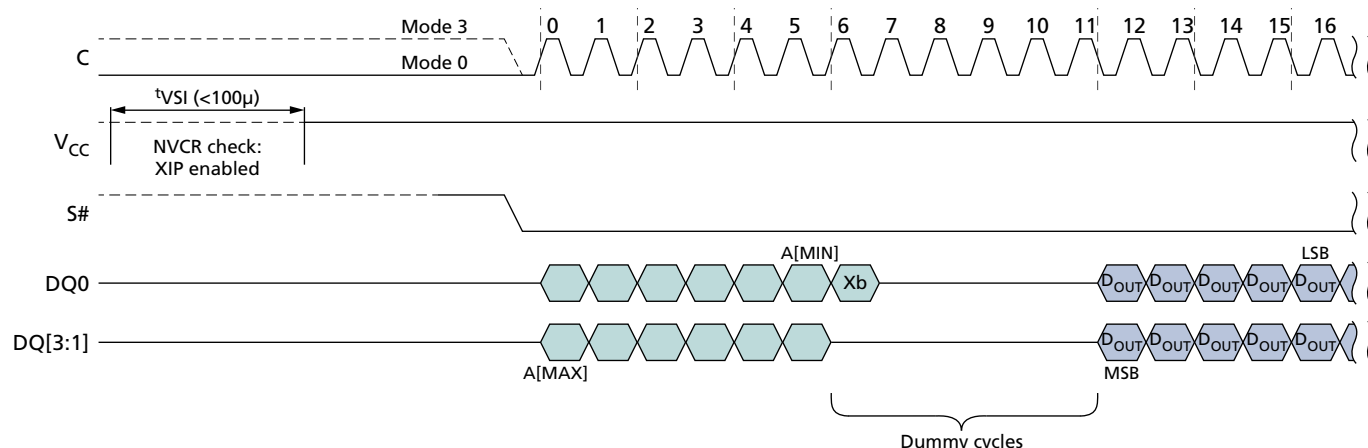 0 1 2 3 4 5 6 7 8 9 10 11 12 13 14 15 16
Mode 3
C
Mode 0
tVSI (<100µ)
VCC
NVCR check:
XIP enabled
S#
A[MIN] LSB
DQ0 Xb DOUT DOUT DOUT DOUT DOUT
DQ[3:1] DOUT DOUT DOUT DOUT DOUT
A[MAX] MSB
Dummy cycles